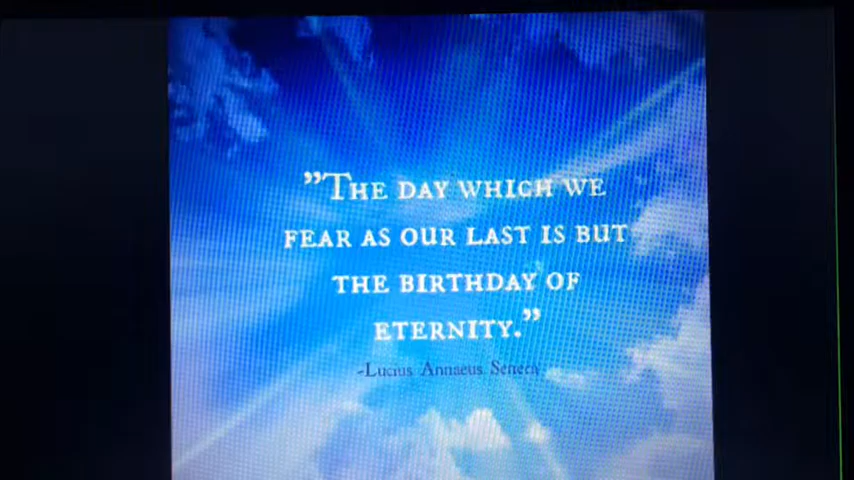 ”The day which we
fear as our last is but
the birthday of
eternity.”
-Lucius Annaeus Seneca